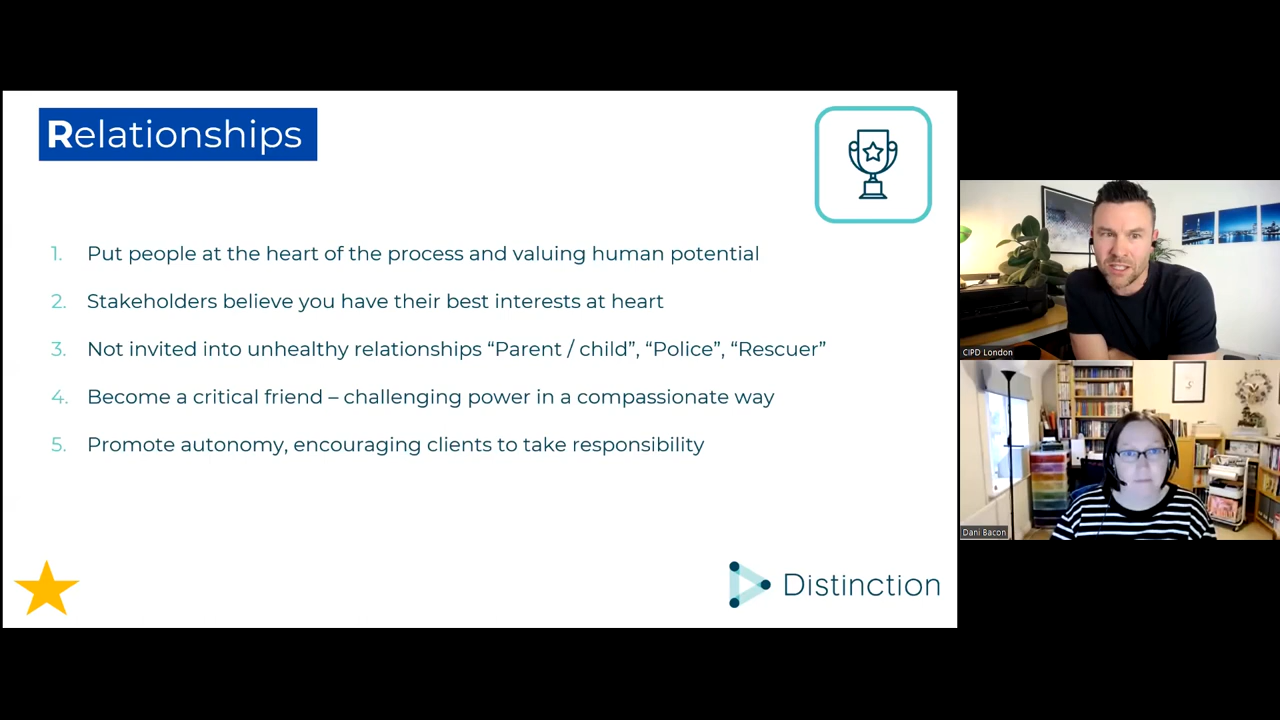 Relationships
1. Put people at the heart of the process and valuing human potential
2. Stakeholders believe you have their best interests at heart
3. Not invited into unhealthy relationships “Parent / child”, “Police”, “Rescuer”
4. Become a critical friend – challenging power in a compassionate way
5. Promote autonomy, encouraging clients to take responsibility
Distinction
CIPD London
Dani Bacon